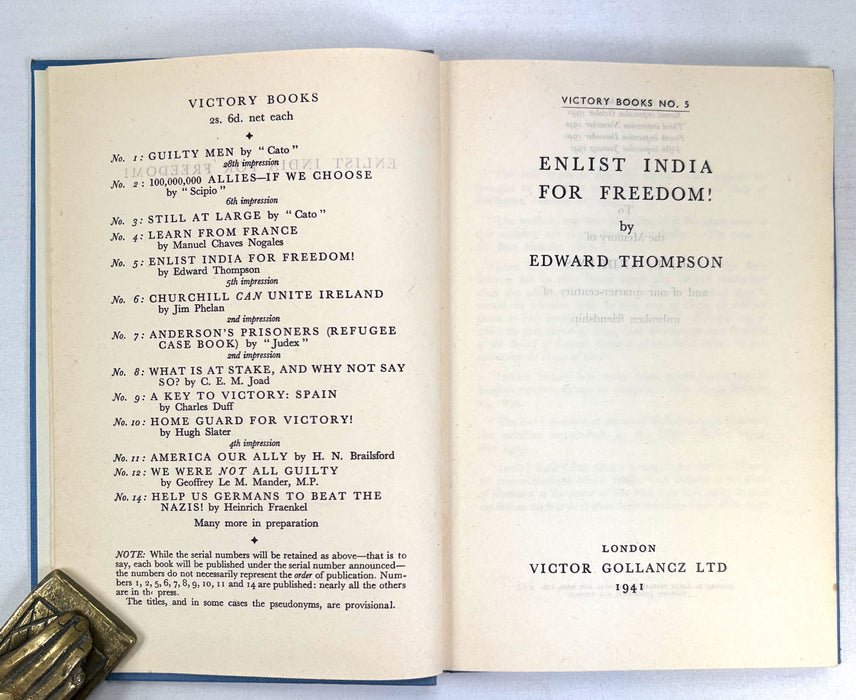 VICTORY BOOKS
2s. 6d. net each
No. 1: GUILTY MEN by "Cato"
28th impression
No. 2: 100,000,000 ALLIES—IF WE CHOOSE
by "Scipio"
6th impression
No. 3: STILL AT LARGE by "Cato"
No. 4: LEARN FROM FRANCE
by Manuel Chaves Nogales
No. 5: ENLIST INDIA FOR FREEDOM!
by Edward Thompson
5th impression
No. 6: CHURCHILL CAN UNITE IRELAND
by Jim Phelan
2nd impression
No. 7: ANDERSON'S PRISONERS (REFUGEE
CASE BOOK) by "Judex"
2nd impression
No. 8: WHAT IS AT STAKE, AND WHY NOT SAY
SO? by C. E. M. Joad
No. 9: A KEY TO VICTORY: SPAIN
by Charles Duff
No. 10: HOME GUARD FOR VICTORY!
by Hugh Slater
4th impression
No. 11: AMERICA OUR ALLY by H. N. Brailsford
No. 12: WE WERE NOT ALL GUILTY
by Geoffrey Le M. Mander, M.P.
No. 14: HELP US GERMANS TO BEAT THE
NAZIS! by Heinrich Fraenkel
Many more in preparation
NOTE: While the serial numbers will be retained as above—that is to
say, each book will be published under the serial number announced—
the numbers do not necessarily represent the order of publication. Num-
bers 1, 2, 5, 6, 7, 8, 9, 10, 11 and 14 are published: nearly all the others
are in the press.
The titles, and in some cases the pseudonyms, are provisional.
VICTORY BOOKS NO. 5
ENLIST INDIA
FOR FREEDOM!
by
EDWARD THOMPSON
LONDON
VICTOR GOLLANCZ LTD
1941